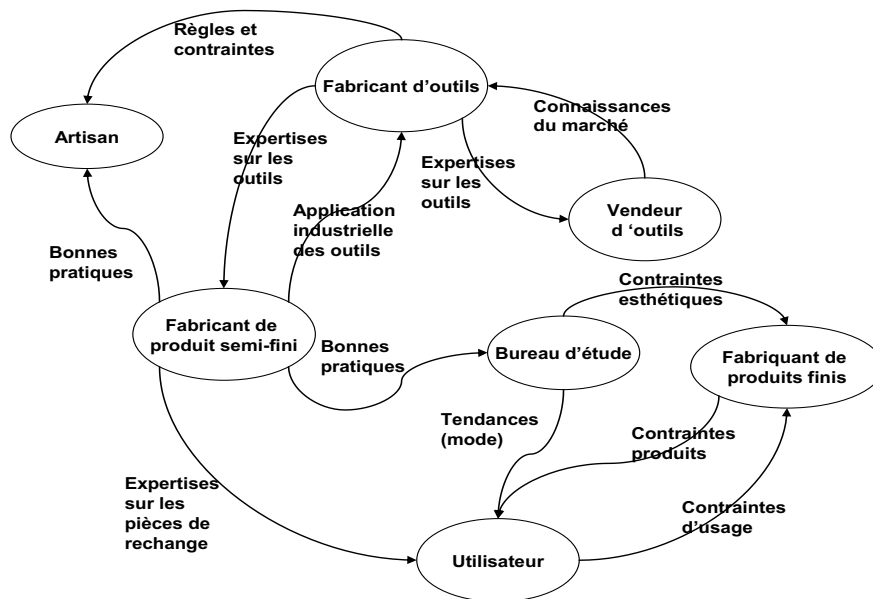 Règles et
contraintes
Fabricant d'outils
Connaissances
du marché
Artisan
Expertises
sur les
outils
Expertises
sur les
outils
Application
industrielle
des outils
Vendeur
d ‘outils
Bonnes
pratiques
Contraintes
esthétiques
Fabricant de
produit semi-fini
Bonnes
pratiques
Bureau d'étude
Fabriquant de
produits finis
Tendances
(mode)
Contraintes
produits
Expertises
sur les
pièces de
rechange
Contraintes
d'usage
Utilisateur